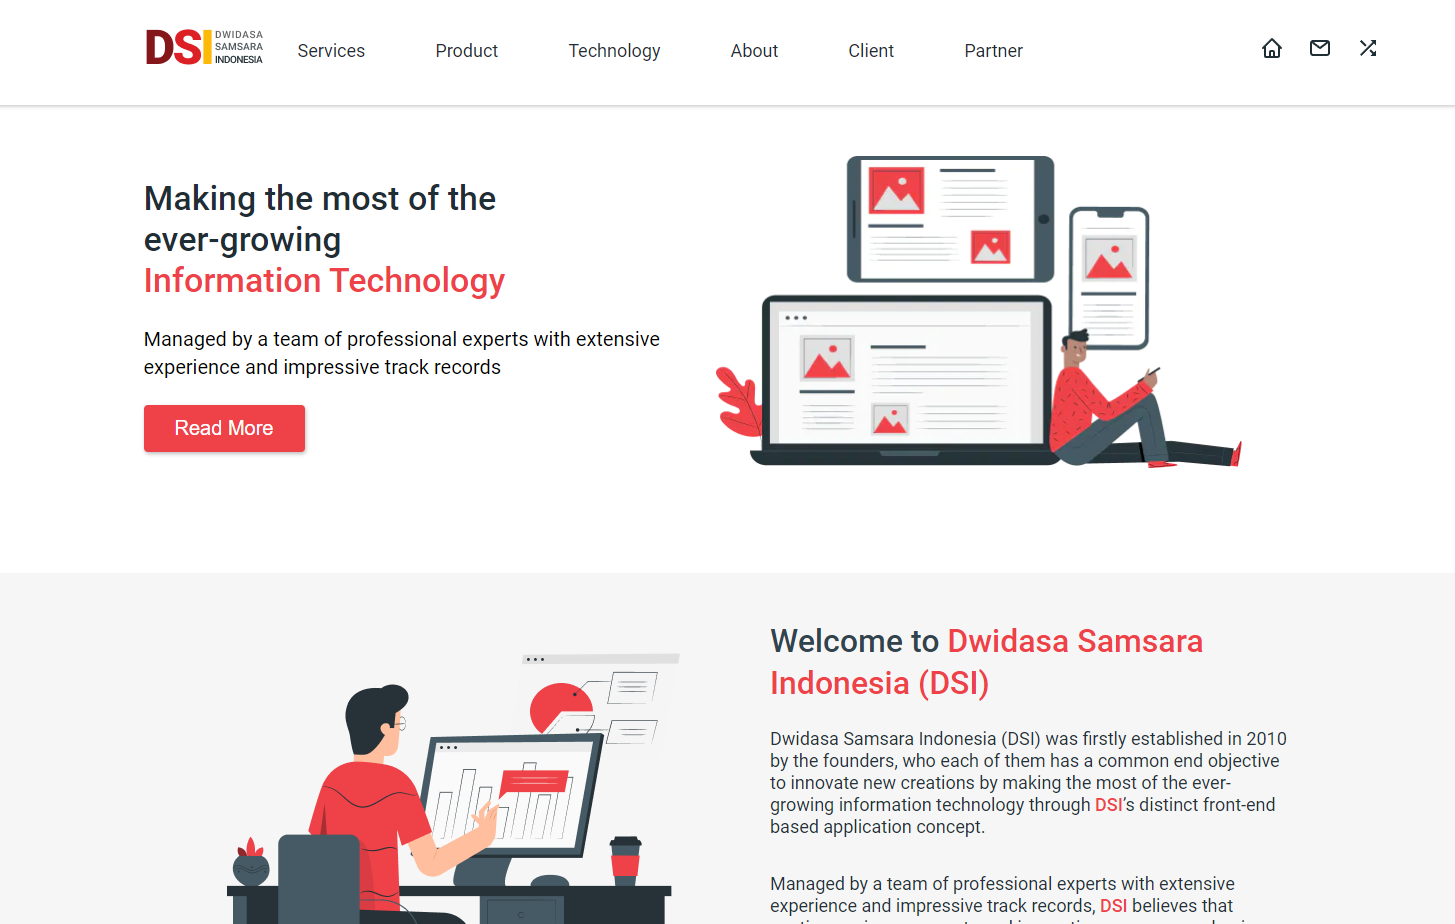 DSI DWIDASA SAMSARA INDONESIA
Services Product Technology About Client Partner
Making the most of the
ever-growing
Information Technology
Managed by a team of professional experts with extensive
experience and impressive track records
Read More
Welcome to Dwidasa Samsara
Indonesia (DSI)
Dwidasa Samsara Indonesia (DSI) was firstly established in 2010
by the founders, who each of them has a common end objective
to innovate new creations by making the most of the ever-
growing information technology through DSI’s distinct front-end
based application concept.
Managed by a team of professional experts with extensive
experience and impressive track records, DSI believes that